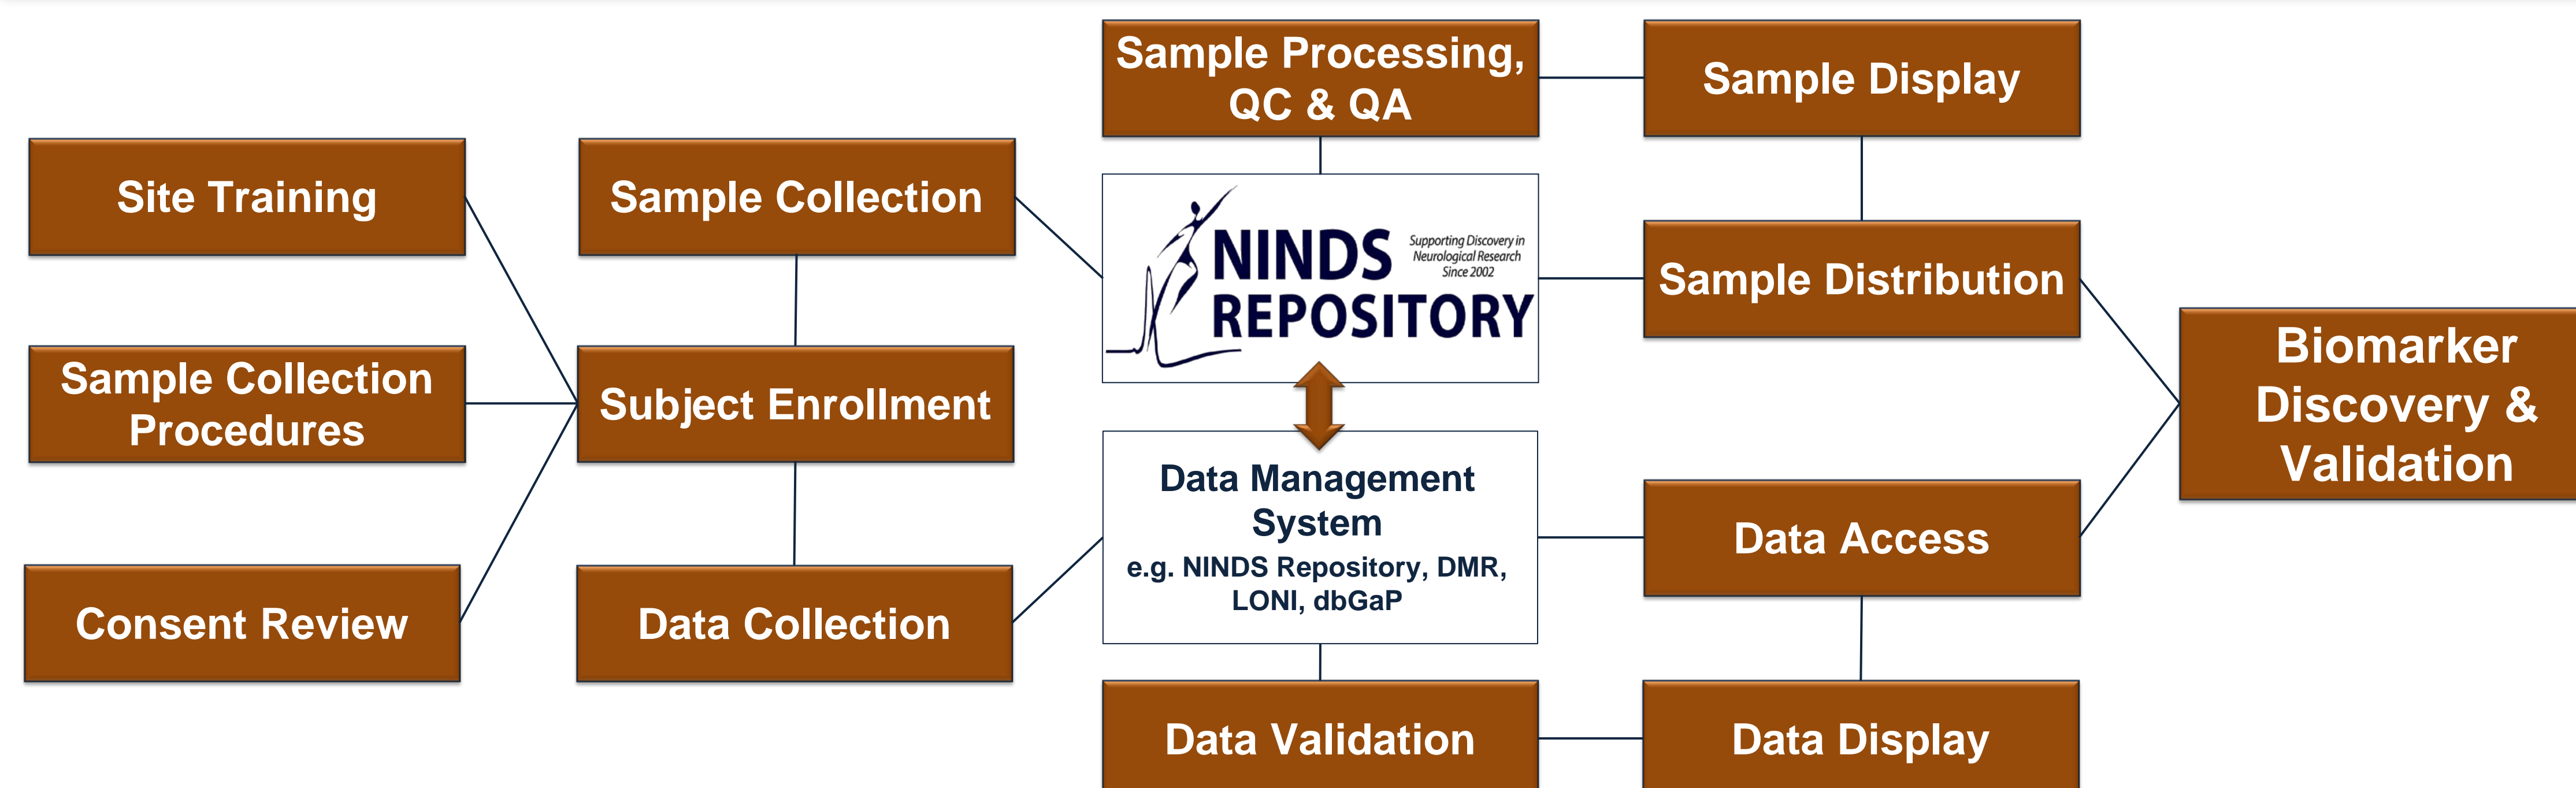 Site Training
Sample Collection
Procedures
Consent Review
Sample Collection
Subject Enrollment
Data Collection
Sample Processing,
QC & QA
NINDS
REPOSITORY
Supporting Discovery in
Neurological Research
Since 2002
Data Management
System
e.g. NINDS Repository, DMR,
LONI, dbGaP
Data Validation
Sample Display
Sample Distribution
Data Access
Data Display
Biomarker
Discovery &
Validation